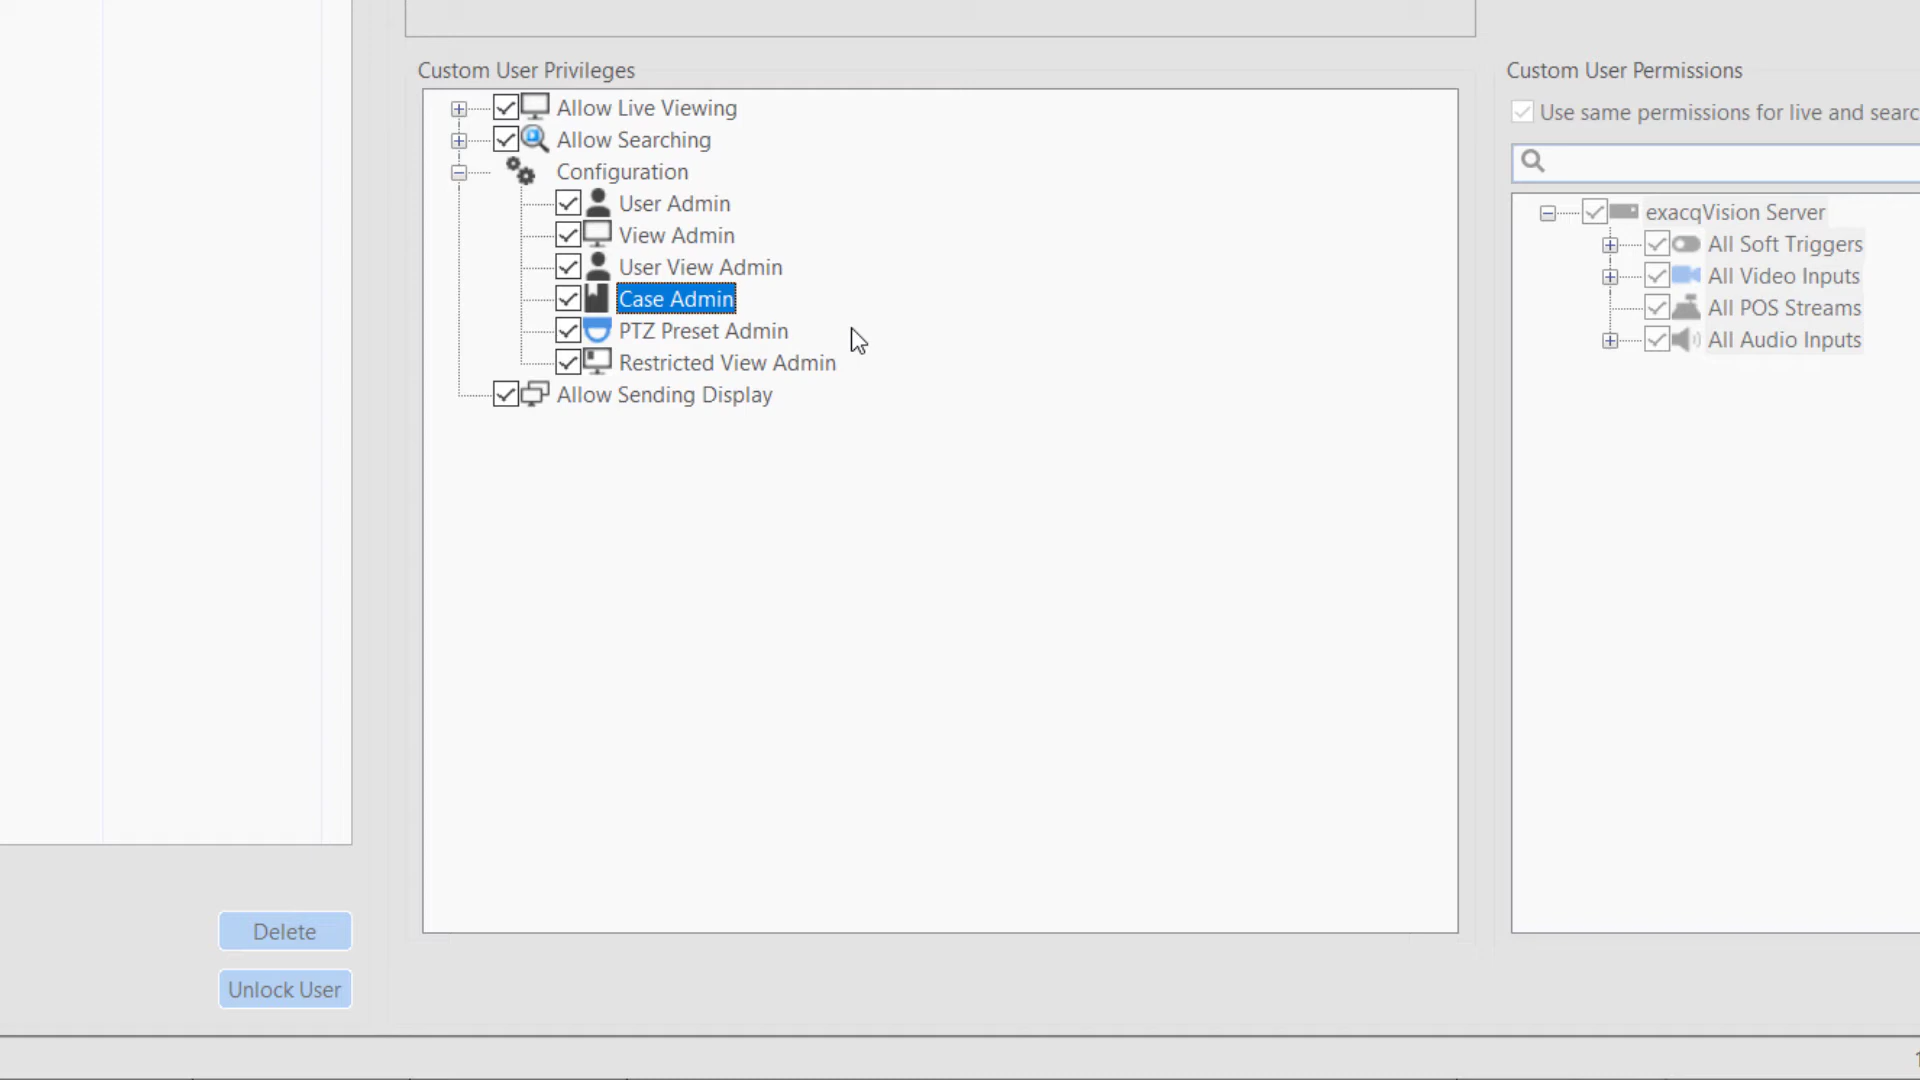 Custom User Privileges
Allow Live Viewing
Allow Searching
Configuration
User Admin
View Admin
User View Admin
Case Admin
PTZ Preset Admin
Restricted View Admin
Allow Sending Display
Custom User Permissions
Use same permissions for live and searc
exacqVision Server
All Soft Triggers
All Video Inputs
All POS Streams
All Audio Inputs
Delete
Unlock User